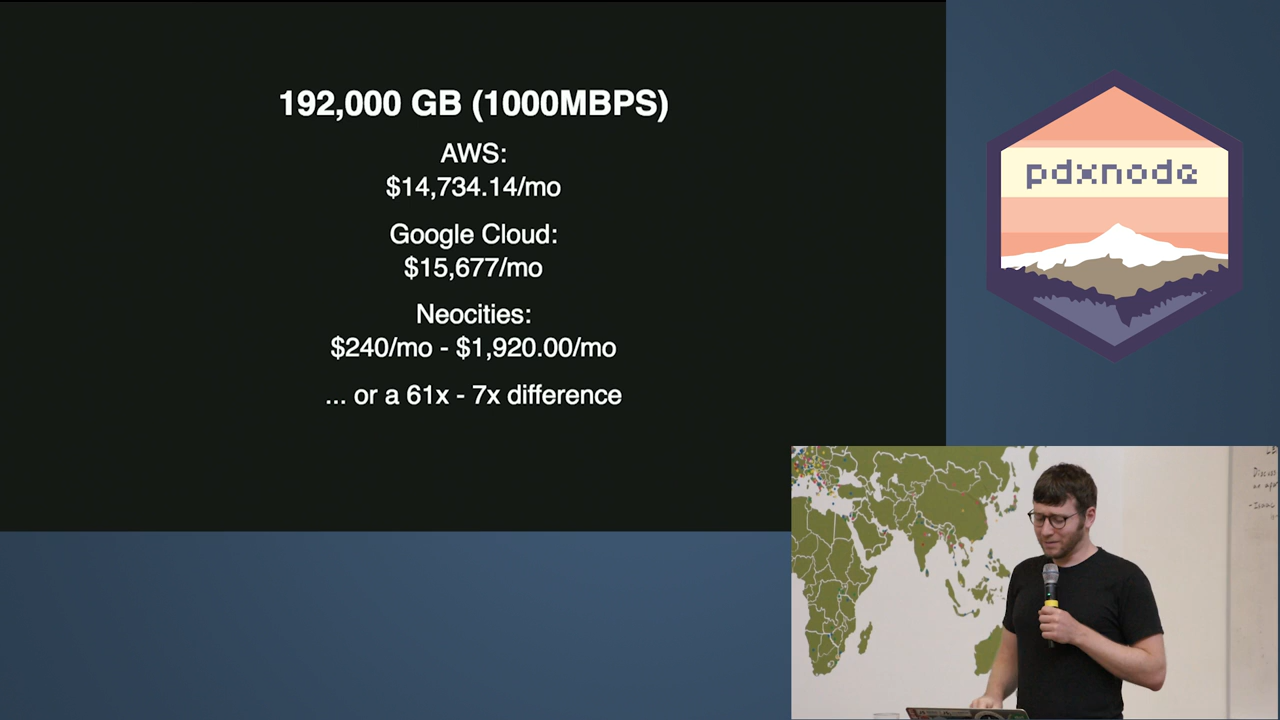 192,000 GB (1000MBPS)
AWS:
$14,734.14/mo
Google Cloud:
$15,677/mo
Neocities:
$240/mo - $1,920.00/mo
... or a 61x - 7x difference
pdxnode